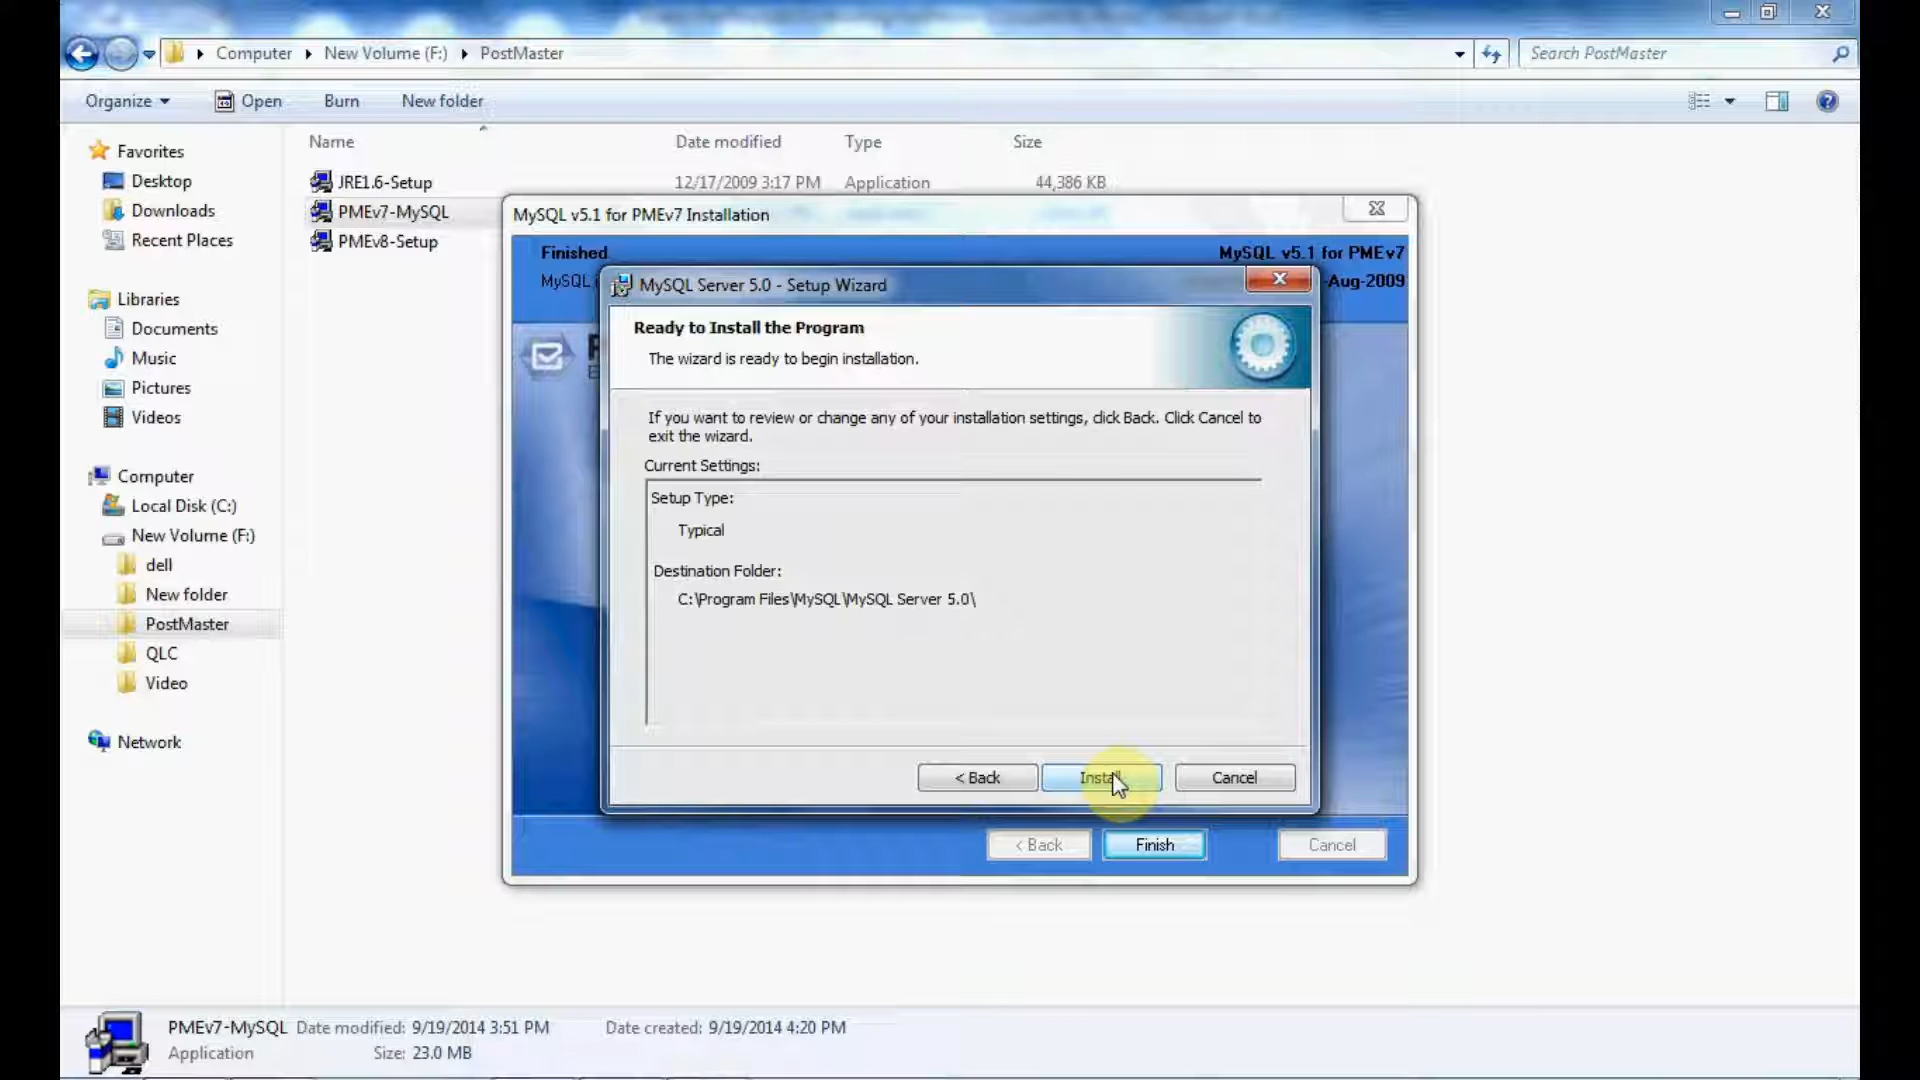 Computer
New Volume (F:)
PostMaster
Search PostMaster
Organize
Open
Burn
New folder
Favorites
Desktop
Downloads
Recent Places
Libraries
Documents
Music
Pictures
Videos
Computer
Local Disk (C:)
New Volume (F:)
dell
New folder
PostMaster
QLC
Video
Network
Name
Date modified
Type
Size
JRE1.6-Setup
12/17/2009 3:17 PM
Application
44,386 KB
PMEv7-MySQL
PMEv8-Setup
MySQL v5.1 for PMEv7 Installation
Finished
MySQL v5.1 for PMEv7
MySQL
-Aug-2009
MySQL Server 5.0 - Setup Wizard
Ready to Install the Program
The wizard is ready to begin installation.
If you want to review or change any of your installation settings, click Back. Click Cancel to
exit the wizard.
Current Settings:
Setup Type:
Typical
Destination Folder:
C:\Program Files\MySQL\MySQL Server 5.0\
< Back
Install
Cancel
< Back
Finish
Cancel
PMEv7-MySQL
Date modified: 9/19/2014 3:51 PM
Date created: 9/19/2014 4:20 PM
Application
Size: 23.0 MB